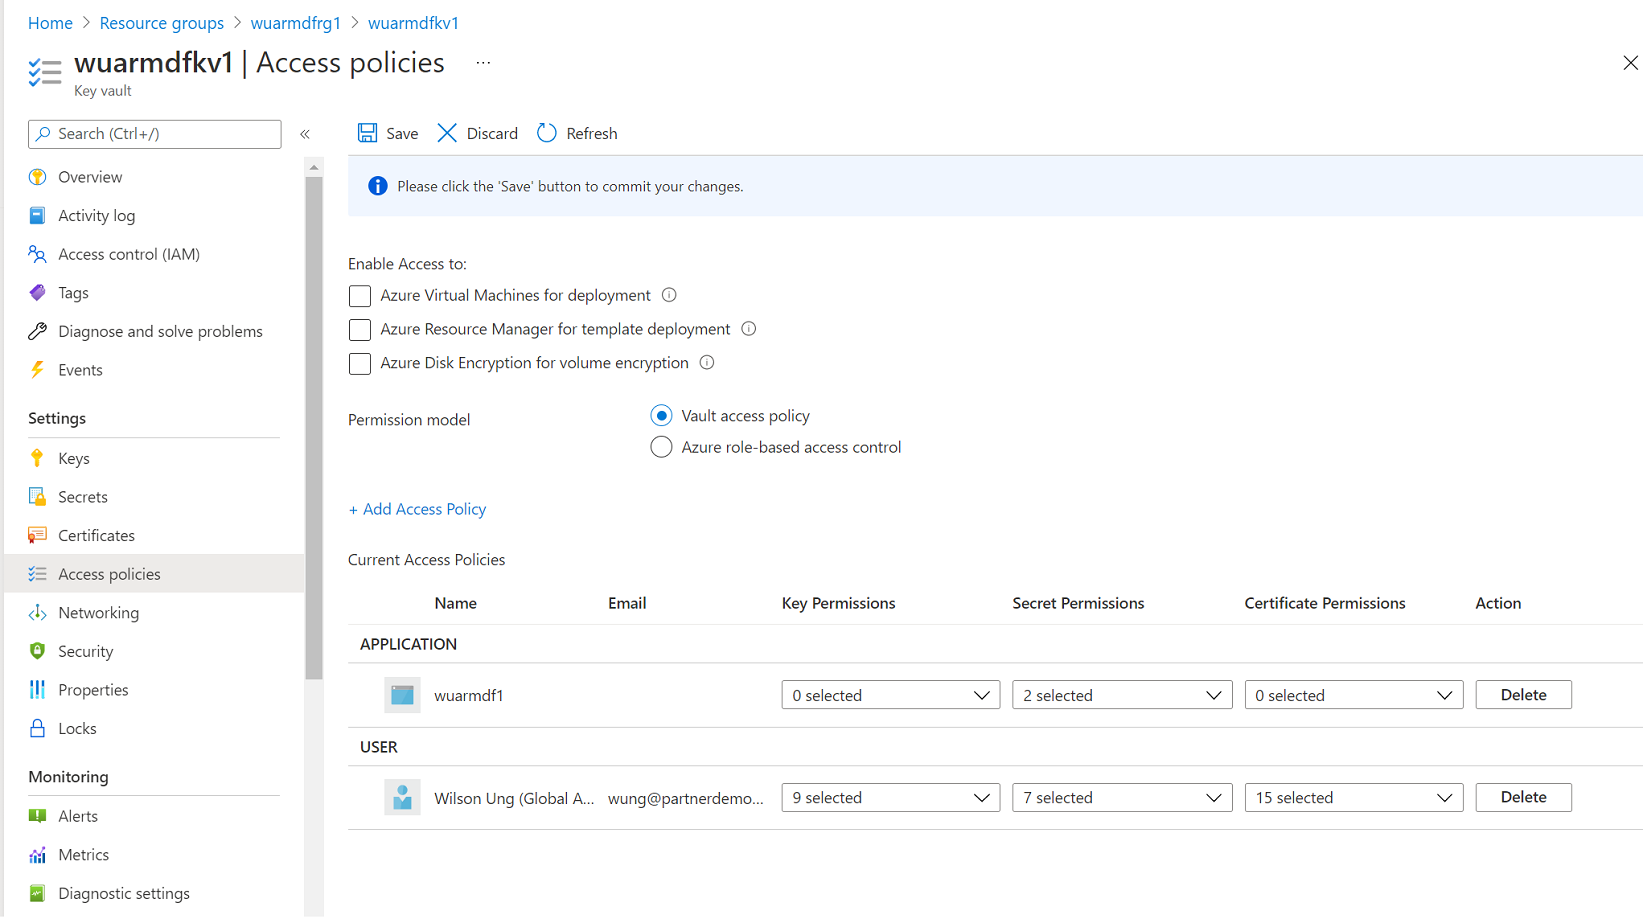 Home > Resource groups > wuarmdfrg1 > wuarmdfkv1
wuarmdfkv1 | Access policies ...
Key vault
Search (Ctrl+/) «
Overview
Activity log
Access control (IAM)
Tags
Diagnose and solve problems
Events
Settings
Keys
Secrets
Certificates
Access policies
Networking
Security
Properties
Locks
Monitoring
Alerts
Metrics
Diagnostic settings
Save Discard Refresh
Please click the 'Save' button to commit your changes.
Enable Access to:
Azure Virtual Machines for deployment
Azure Resource Manager for template deployment
Azure Disk Encryption for volume encryption
Permission model
Vault access policy
Azure role-based access control
+ Add Access Policy
Current Access Policies
Name Email Key Permissions Secret Permissions Certificate Permissions Action
APPLICATION
wuarmdf1 0 selected 2 selected 0 selected Delete
USER
Wilson Ung (Global A... wung@partnerdemo... 9 selected 7 selected 15 selected Delete